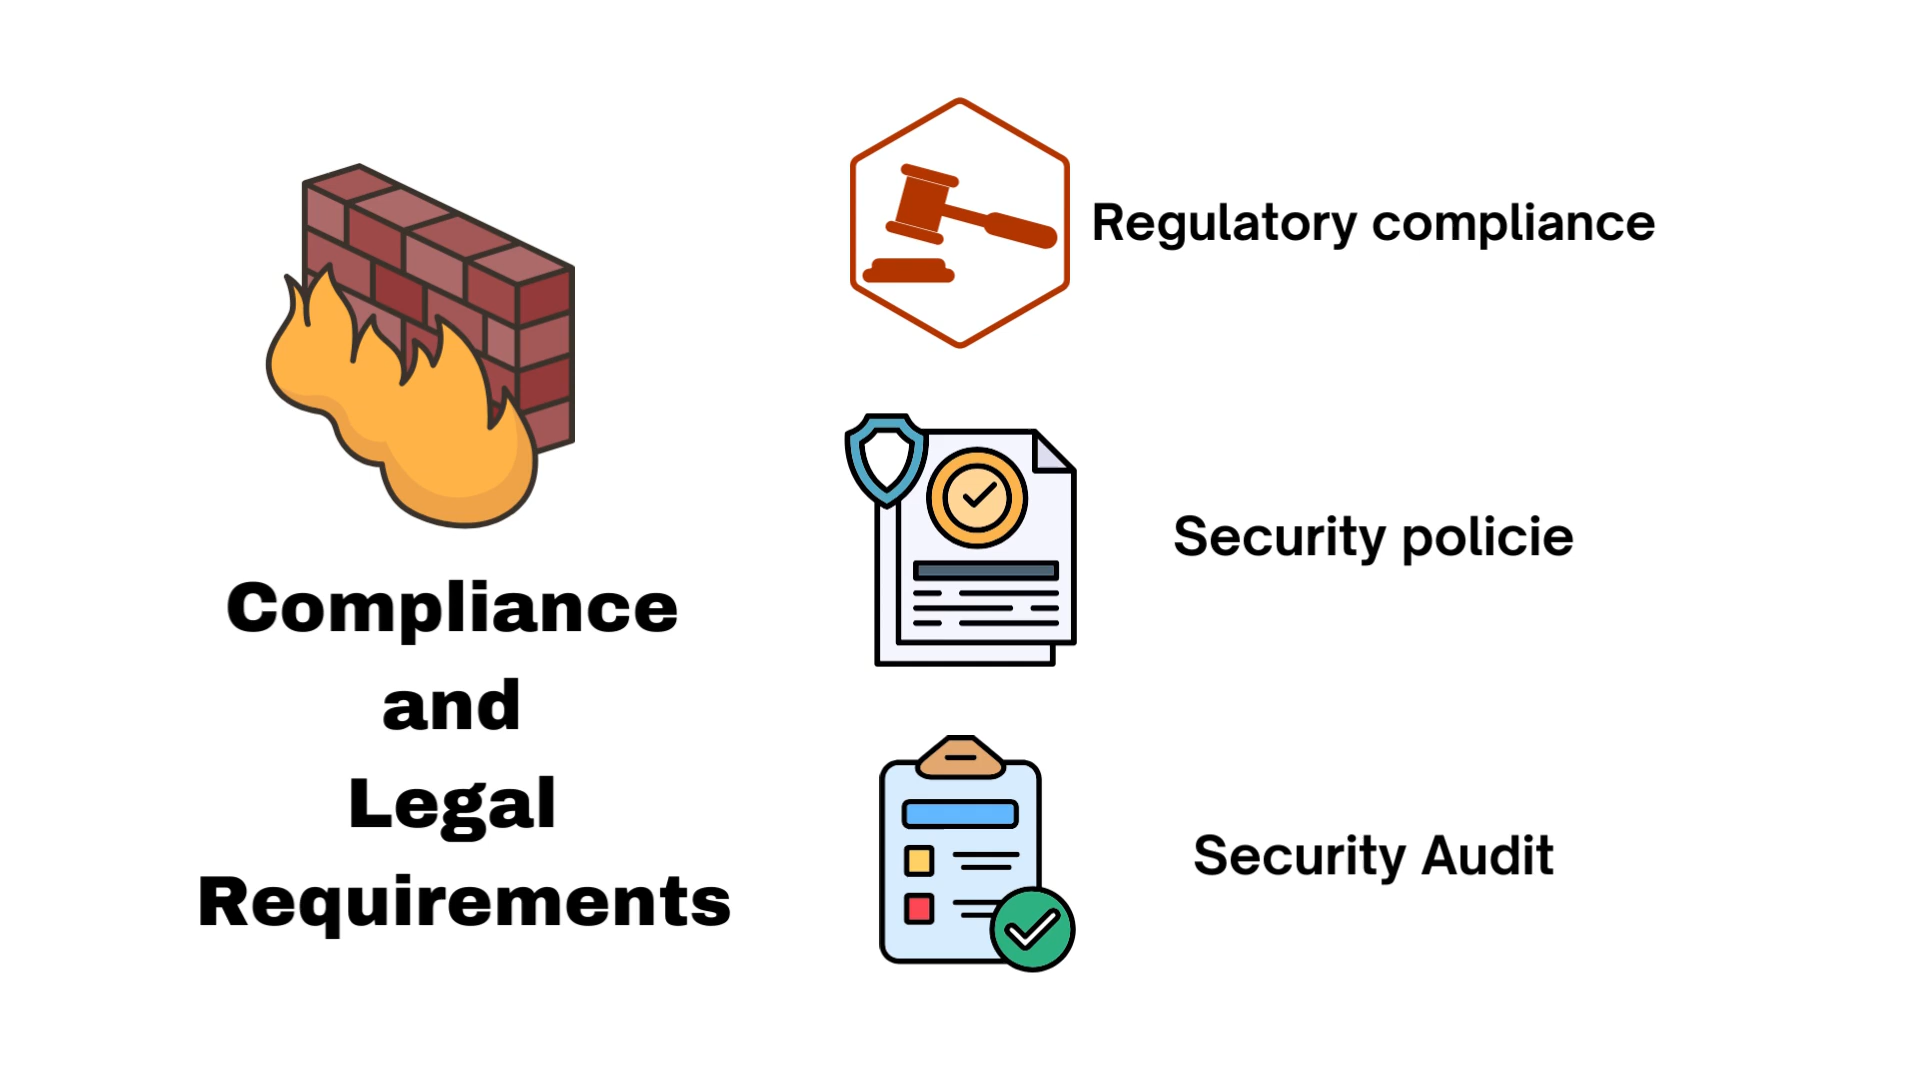 Compliance
and
Legal
Requirements
Regulatory compliance
Security policie
Security Audit